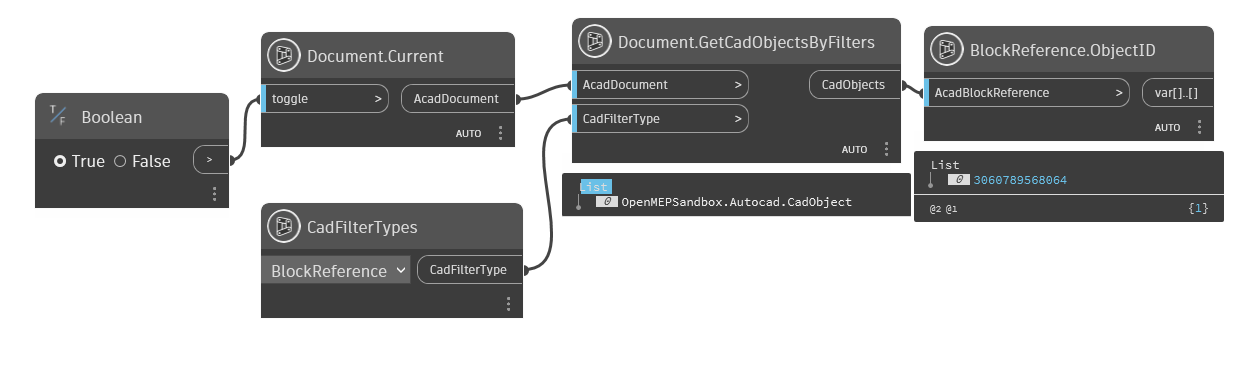 Boolean
True
False
>
Document.Current
toggle >
AcadDocument
AUTO
CadFilterTypes
BlockReference
CadFilterType
Document.GetCadObjectsByFilters
AcadDocument >
CadObjects
CadFilterType >
AUTO
List
0 OpenMEPSandbox.Autocad.CadObject
BlockReference.ObjectID
AcadBlockReference >
var[]..[]
AUTO
List
0 3060789568064
@2 @1
{1}